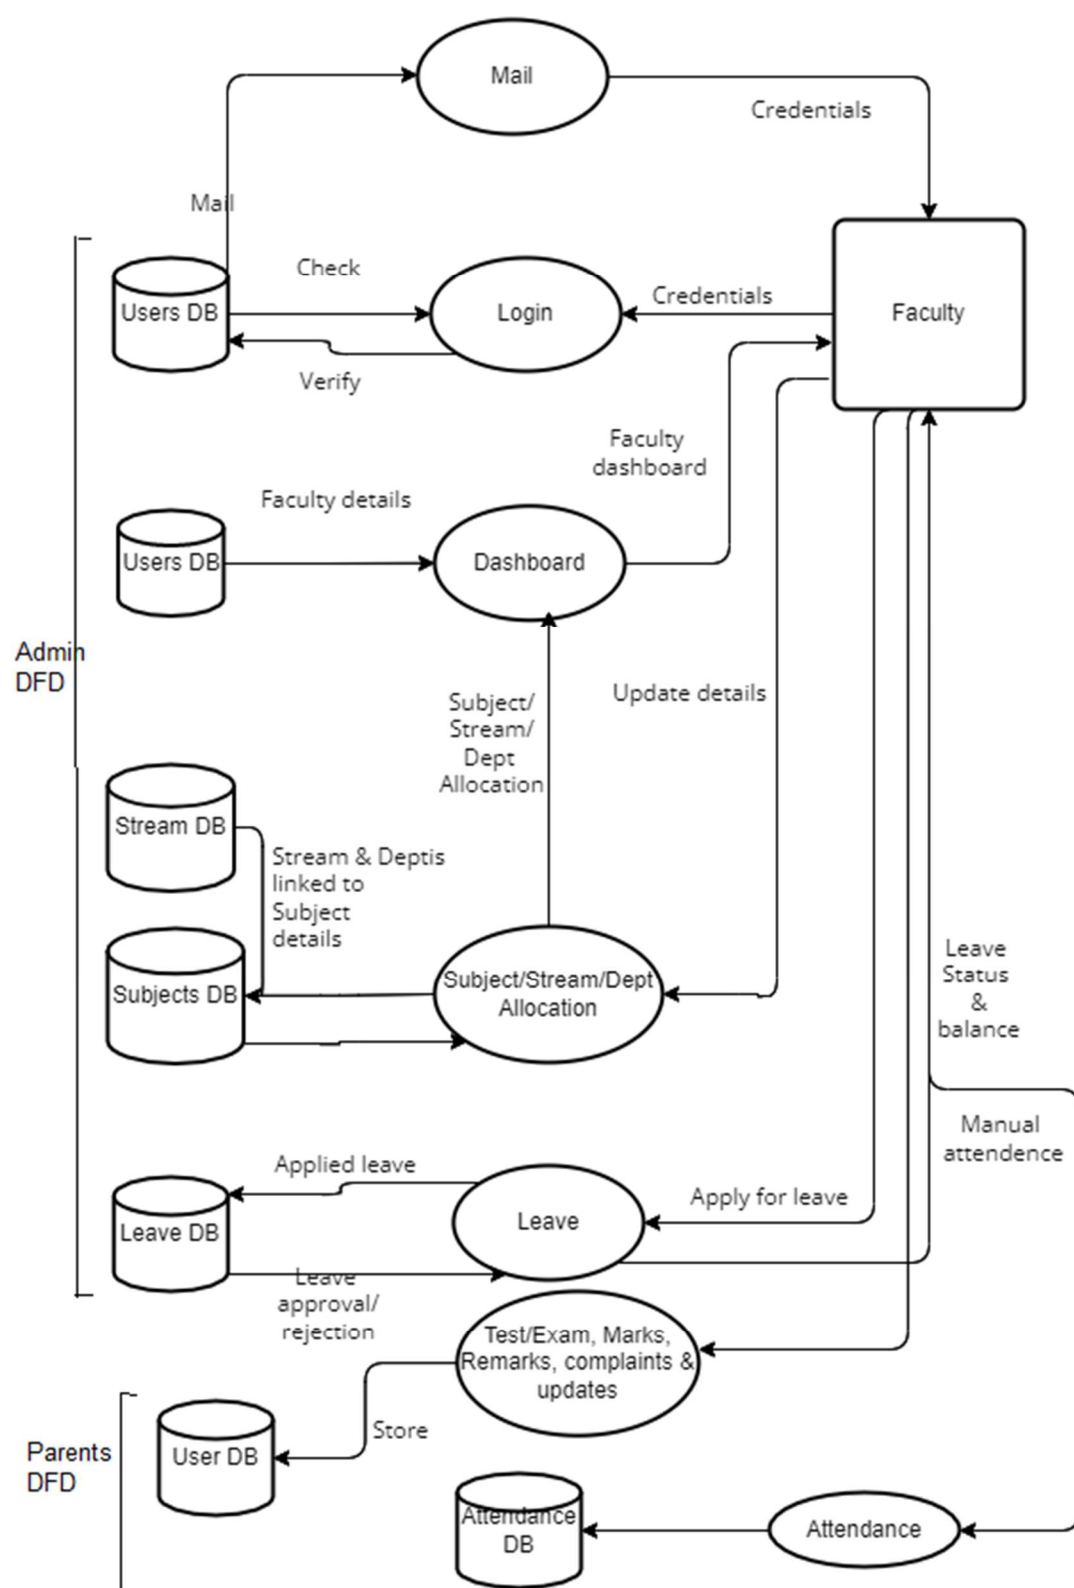 Mail
Credentials
Mail
Check
Users DB
Login
Credentials
Faculty
Verify
Faculty
dashboard
Faculty details
Users DB
Dashboard
Admin
DFD
Subject/
Stream/
Dept
Allocation
Update details
Stream DB
Stream & Deptis
linked to
Subject
details
Subjects DB
Subject/Stream/Dept
Allocation
Leave
Status
&
balance
Manual
attendence
Applied leave
Apply for leave
Leave DB
Leave
Leave
approval/
rejection
Test/Exam, Marks,
Remarks, complaints &
updates
Store
Parents
DFD
User DB
Attendance
DB
Attendance